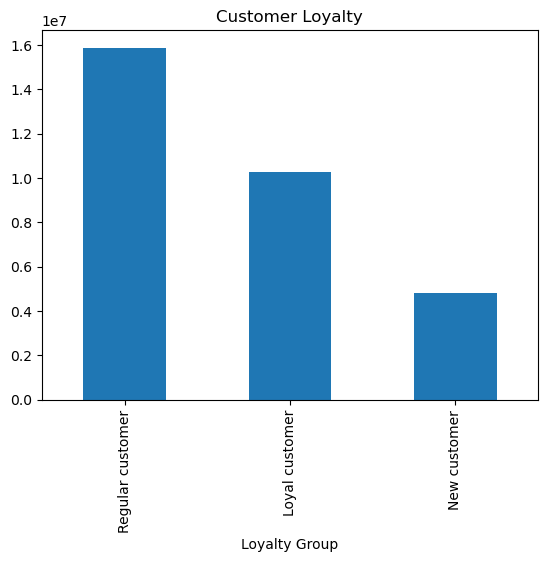 Customer Loyalty
1e7
1.6
1.4
1.2
1.0
0.8
0.6
0.4
0.2
0.0
Regular customer
Loyal customer
New customer
Loyalty Group